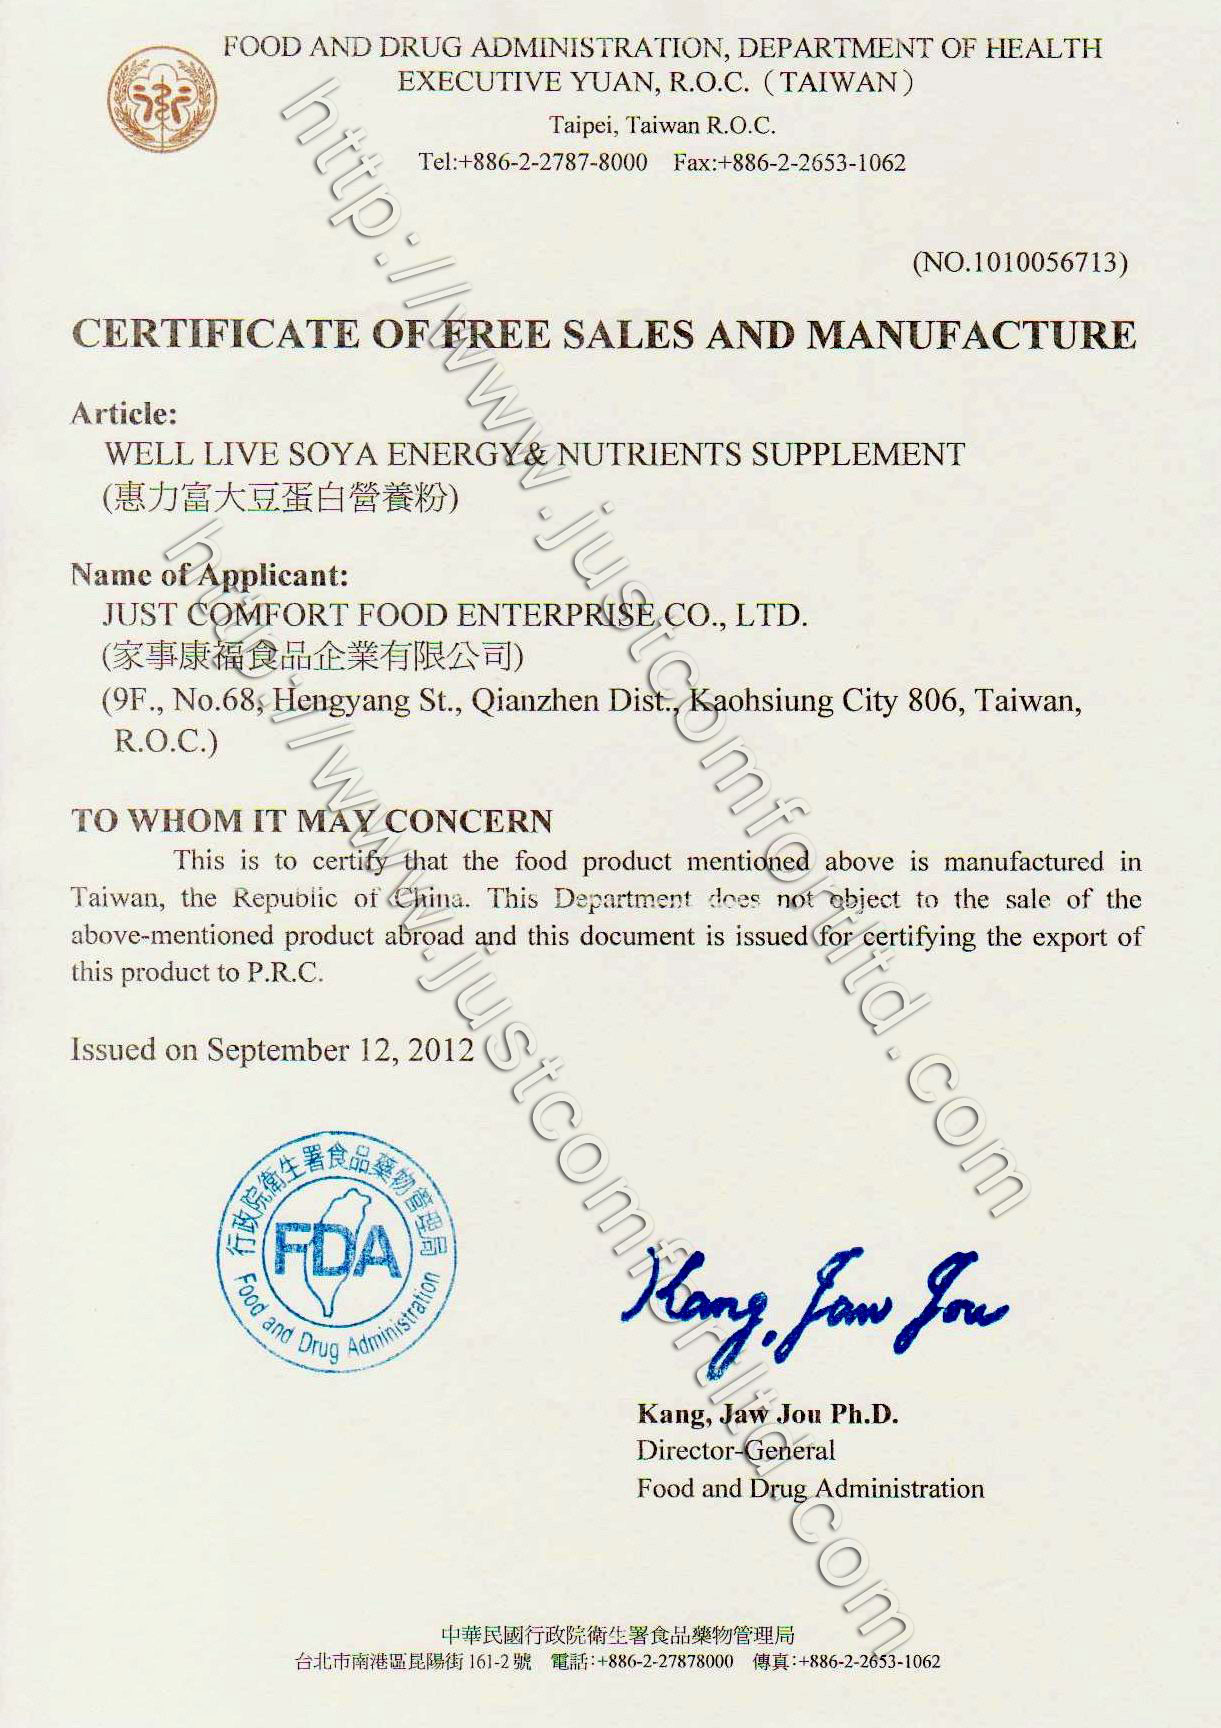 FOOD AND DRUG ADMINISTRATION, DEPARTMENT OF HEALTH
EXECUTIVE YUAN, R.O.C. (TAIWAN)
Taipei, Taiwan R.O.C.
Tel:+886-2-2787-8000 Fax:+886-2-2653-1062
(NO.1010056713)
CERTIFICATE OF FREE SALES AND MANUFACTURE
Article:
WELL LIVE SOYA ENERGY& NUTRIENTS SUPPLEMENT
(惠力富大豆蛋白營養粉)
Name of Applicant:
JUST COMFORT FOOD ENTERPRISE CO., LTD.
(家事康福食品企業有限公司)
(9F., No.68, Hengyang St., Qianzhen Dist., Kaohsiung City 806, Taiwan,
R.O.C.)
TO WHOM IT MAY CONCERN
This is to certify that the food product mentioned above is manufactured in
Taiwan, the Republic of China. This Department does not object to the sale of the
above-mentioned product abroad and this document is issued for certifying the export of
this product to P.R.C.
Issued on September 12, 2012
行政院衛生署食品藥物管理局
FDA
Food and Drug Administration
Kang, Jaw Jou
Kang, Jaw Jou Ph.D.
Director-General
Food and Drug Administration
中華民國行政院衛生署食品藥物管理局
台北市南港區昆陽街 161-2 號 電話:+886-2-27878000 傳真:+886-2-2653-1062
http://www.justcomfortltd.com
http://www.justcomfortltd.com